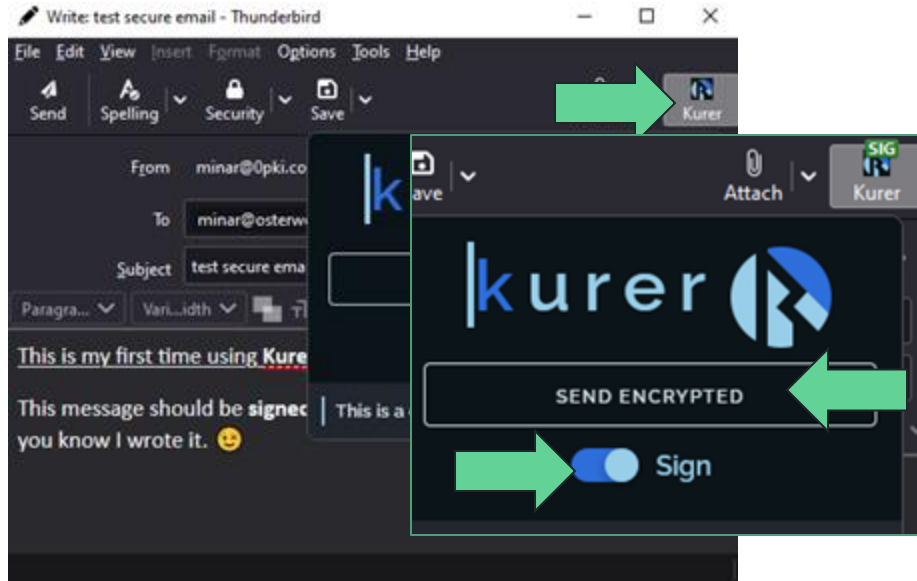 Write: test secure email - Thunderbird
File Edit View Insert Format Options Tools Help
Send Spelling Security Save Kurer
From minar@0pki.co
To minar@osterw
Subject test secure ema
Paragra... Vari...idth
This is my first time using Kure
This message should be signed
you know I wrote it. 😉
k
This is a
ave Attach SIG Kurer
kurer
SEND ENCRYPTED
Sign